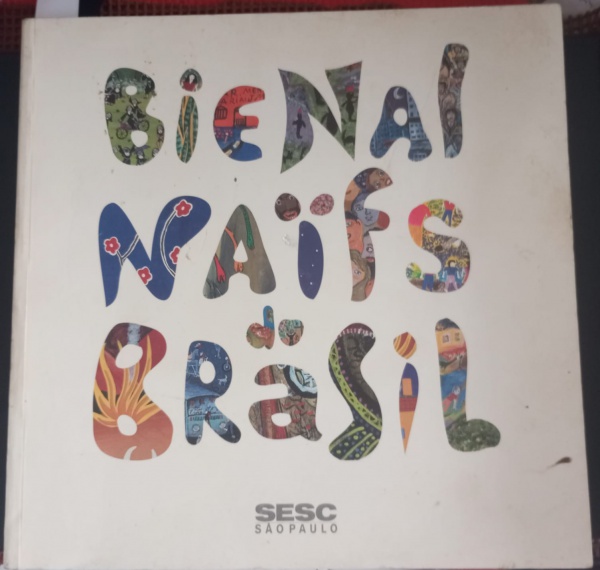 BIENAL
NAÏFS
do
BRaSIL
SESC
SÃO PAULO